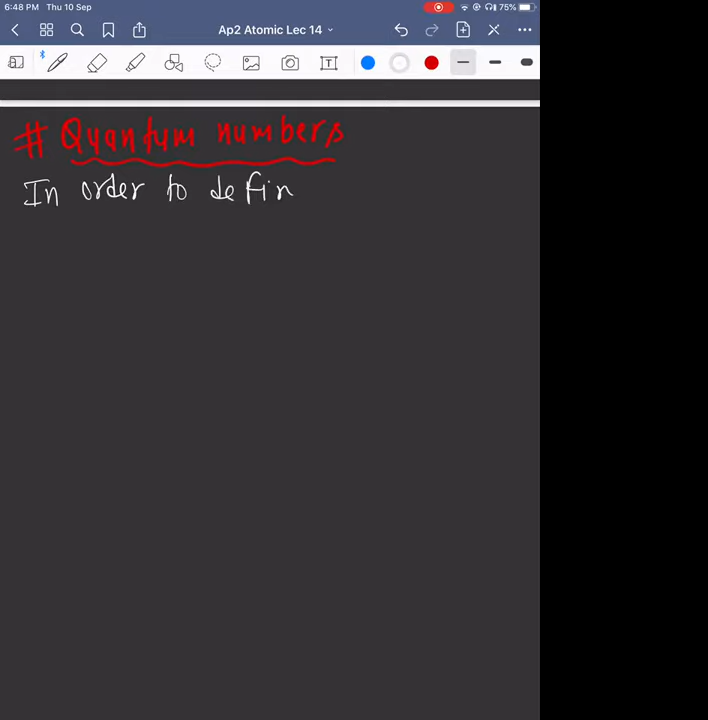 6:48 PM Thu 10 Sep 75%
Ap2 Atomic Lec 14
T
# Quantum numbers
In order to defin